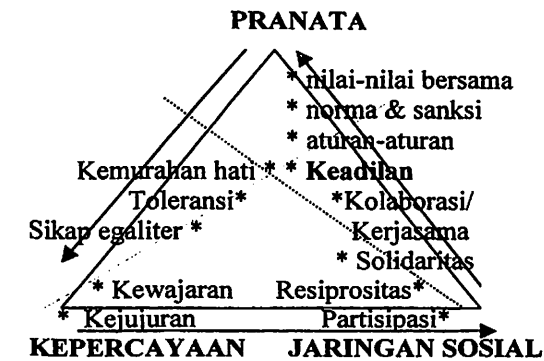 PRANATA
* nilai-nilai bersama
* norma & sanksi
* aturan-aturan
Kemurahan hati * * Keadilan
Toleransi* *Kolaborasi/
Sikap egaliter * Kerjasama
* Solidaritas
* Kewajaran Resiprositas*
* Kejujuran Partisipasi*
KEPERCAYAAN JARINGAN SOSIAL